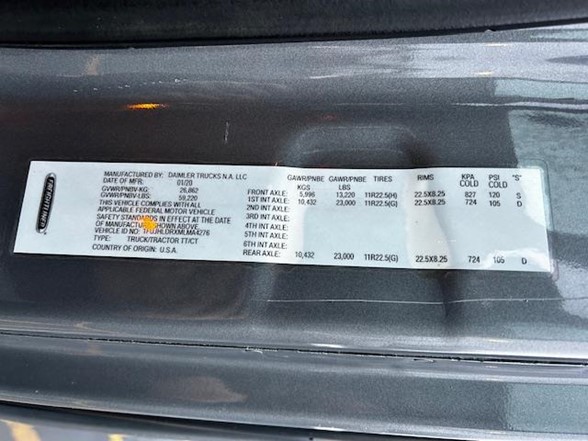 FREIGHTLINER
MANUFACTURED BY: DAIMLER TRUCKS N.A. LLC
DATE OF MFR: 01/20
GVWR/PNBV-KG: 26,862
GVWR/PNBV-LBS: 59,220
THIS VEHICLE COMPLIES WITH ALL
APPLICABLE FEDERAL MOTOR VEHICLE
SAFETY STANDARDS IN EFFECT AT THE DATE
OF MANUFACTURE SHOWN ABOVE
VEHICLE ID NO:
TYPE: TRUCK/TRACTOR TT/CT
COUNTRY OF ORIGIN: U.S.A.
GAWR/PNBE GAWR/PNBE TIRES RIMS KPA PSI "S"
KGS LBS COLD COLD
FRONT AXLE: 5,996 13,220 11R22.5(H) 22.5X8.25 827 120 S
1ST INT AXLE: 10,432 23,000 11R22.5(G) 22.5X8.25 724 105 D
2ND INT AXLE:
3RD INT AXLE:
4TH INT AXLE:
5TH INT AXLE:
6TH INT AXLE:
REAR AXLE: 10,432 23,000 11R22.5(G) 22.5X8.25 724 105 D